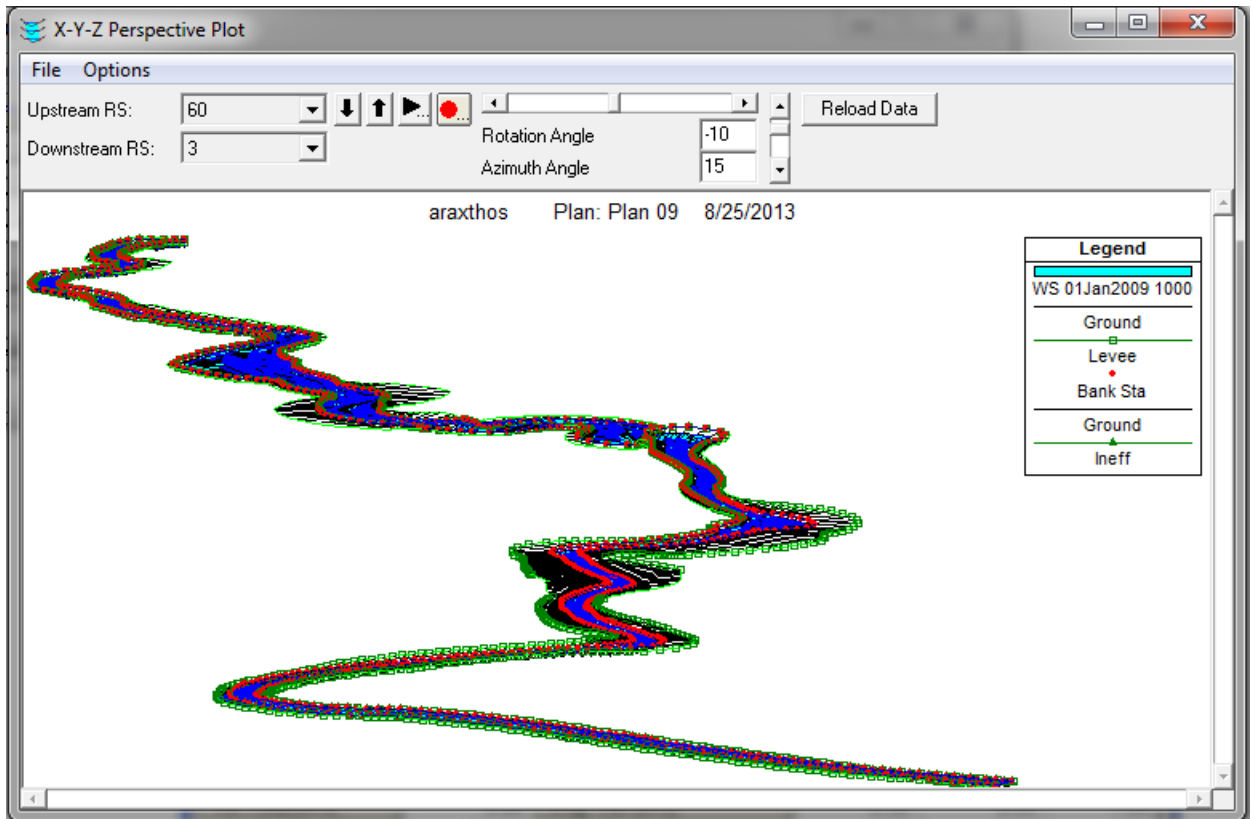 X-Y-Z Perspective Plot
File Options
Upstream RS: 60
Reload Data
Rotation Angle -10
Downstream RS: 3
Azimuth Angle 15
araxthos Plan: Plan 09 8/25/2013
Legend
WS 01Jan2009 1000
Ground
Levee
Bank Sta
Ground
Ineff